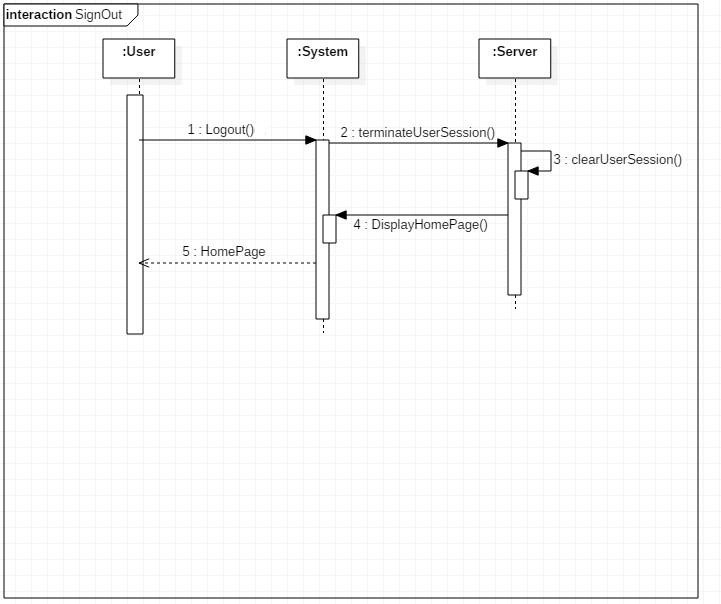 interaction SignOut
:User
:System
:Server
1 : Logout()
2 : terminateUserSession()
3 : clearUserSession()
4 : DisplayHomePage()
5 : HomePage